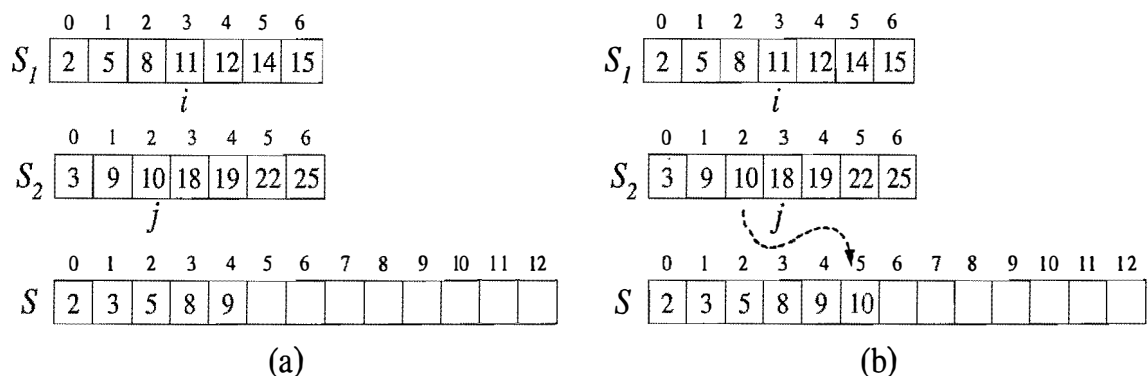 0 1 2 3 4 5 6
S1 2 5 8 11 12 14 15
i
0 1 2 3 4 5 6
S2 3 9 10 18 19 22 25
j
0 1 2 3 4 5 6 7 8 9 10 11 12
S 2 3 5 8 9
(a)
0 1 2 3 4 5 6
S1 2 5 8 11 12 14 15
i
0 1 2 3 4 5 6
S2 3 9 10 18 19 22 25
j
0 1 2 3 4 5 6 7 8 9 10 11 12
S 2 3 5 8 9 10
(b)